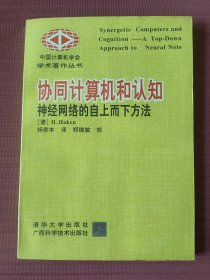 Synergetic Computers and
Cognition — A Top-Down
Approach to Neural Nets
中国计算机学会
学术著作丛书
协同计算机和认知
神经网络的自上而下方法
[德] H. Haken
杨家本 译 郑维敏 校
清华大学出版社
广西科学技术出版社